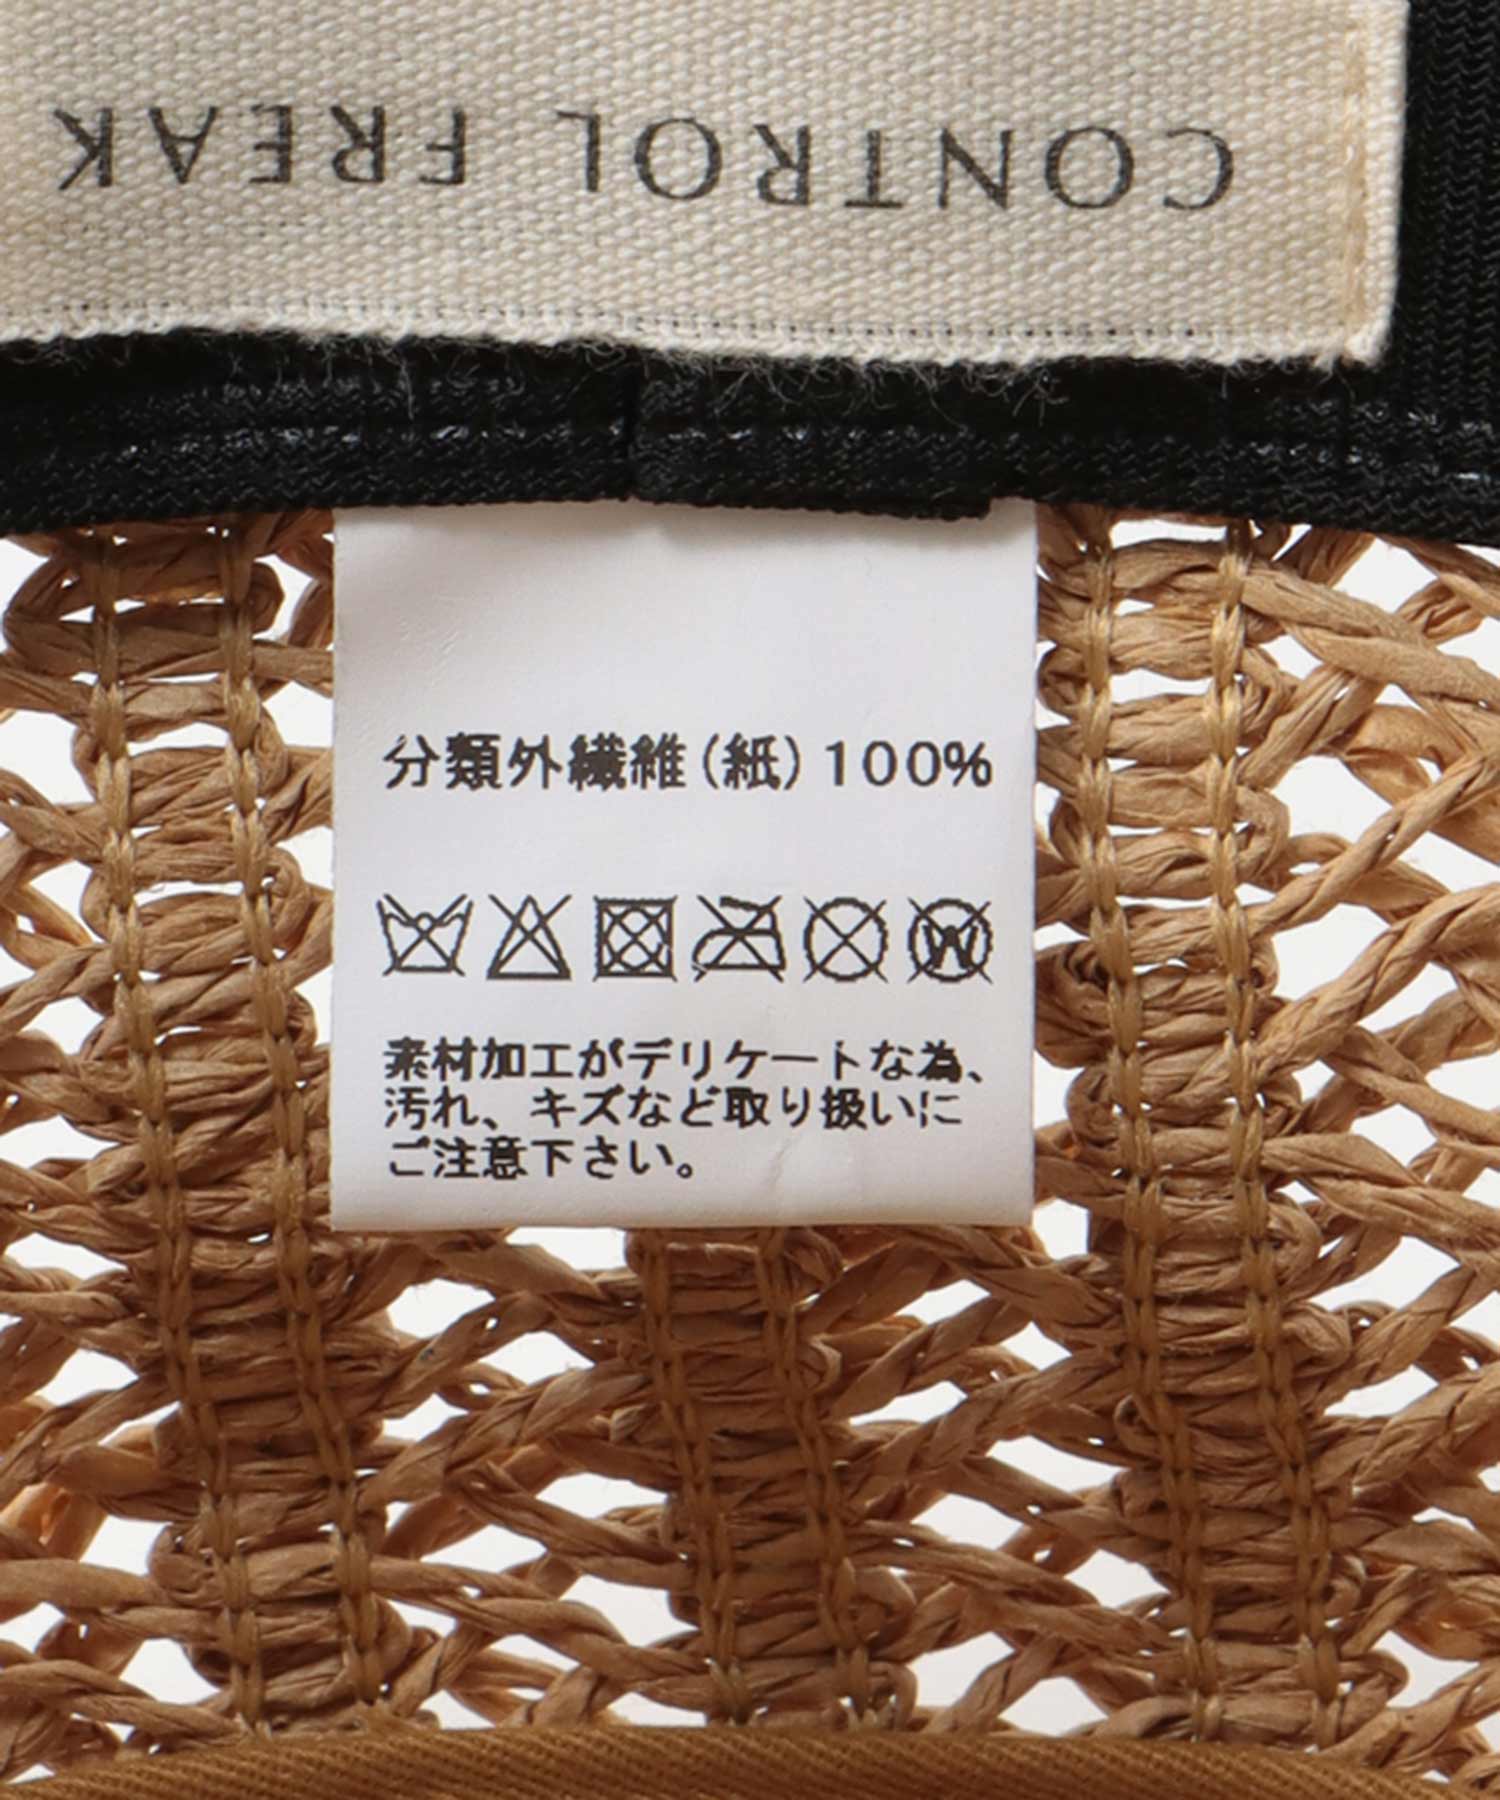 CONTROL FREAK
分類外繊維(紙)100%
W
素材加工がデリケートな為、
汚れ、キズなど取り扱いに
ご注意下さい。